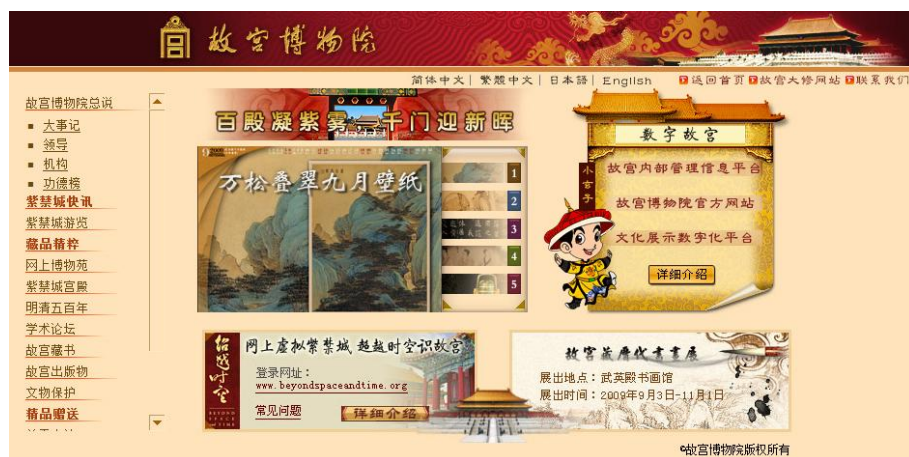 故宫博物院
简体中文| 繁體中文| 日本語| English
返回首页 故宫大修网站 联系我们
故宫博物院总说
大事记
领导
机构
功德榜
紫禁城快讯
紫禁城游览
藏品精粹
网上博物苑
紫禁城宫殿
明清五百年
学术论坛
故宫藏书
故宫出版物
文物保护
精品赠送
百殿凝紫雾 千门迎新晖
万松叠翠九月壁纸
1
2
3
4
5
数字故宫
故宫内部管理信息平台
故宫博物院官方网站
文化展示数字化平台
详细介绍
超越时空
BEYOND
SPACE
and TIME
网上虚拟紫禁城 超越时空识故宫
登录网址:
www.beyondspaceandtime.org
常见问题
详细介绍
故宫藏历代书画展
展出地点:武英殿书画馆
展出时间:2009年9月3日-11月1日
©故宫博物院版权所有